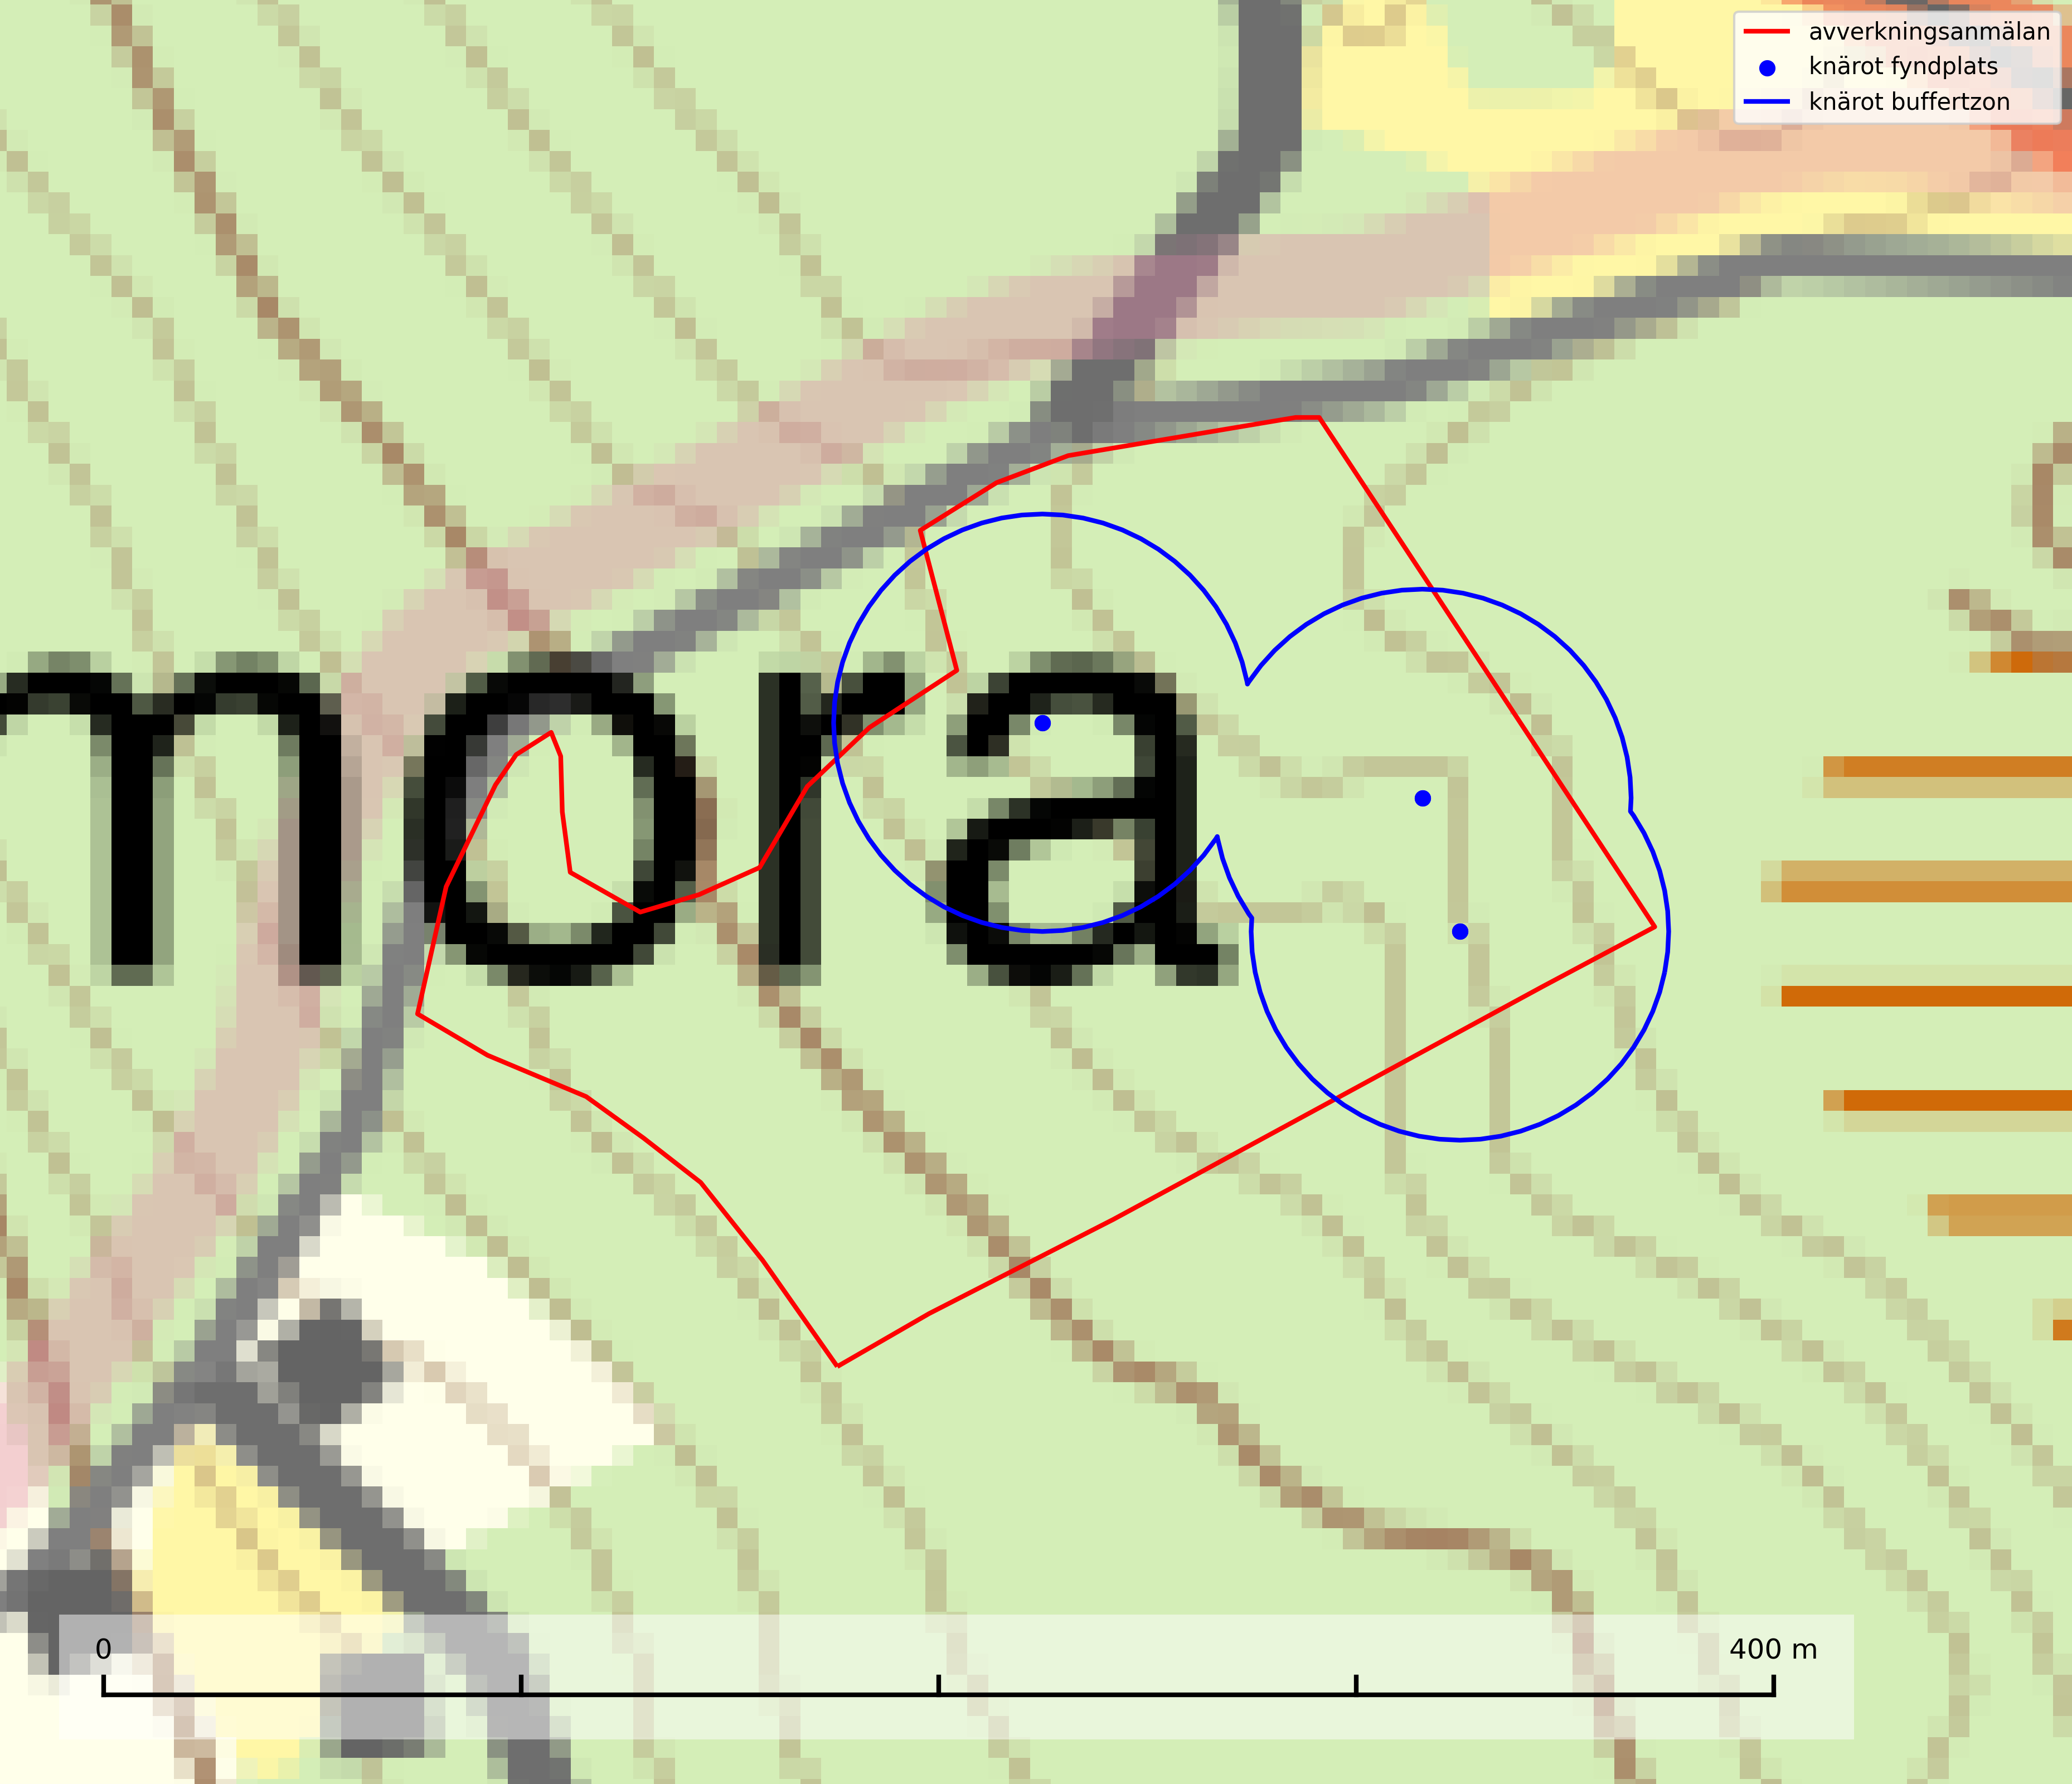 avverkningsanmälan
knärot fyndplats
knärot buffertzon
mora
0 400 m